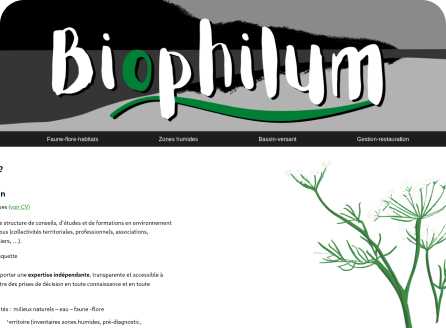 Biophilum
Faune-flore-habitats Zones humides Bassin-versant Gestion-restauration
?
n
es (voir CV)
e structure de conseils, d'études et de formations en environnement
ous (collectivités territoriales, professionnels, associations,
iers, …).
quette
porter une expertise indépendante, transparente et accessible à
tre des prises de décision en toute connaissance et en toute
tés : milieux naturels – eau – faune -flore
erritoire (inventaires zones humides, pré-diagnostic,